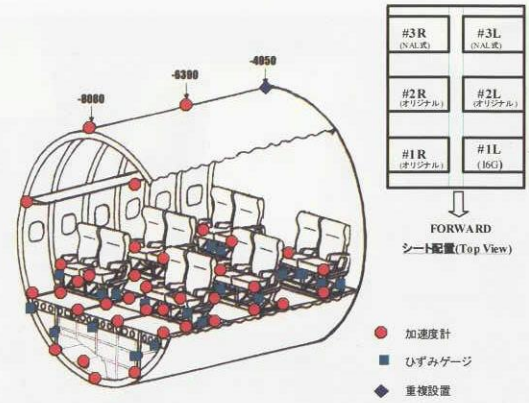 -8080
-6390
-4050
#3R
(NAL式)
#3L
(NAL式)
#2R
(オリジナル)
#2L
(オリジナル)
#1R
(オリジナル)
#1L
(16G)
FORWARD
シート配置(Top View)
加速度計
ひずみゲージ
重複設置